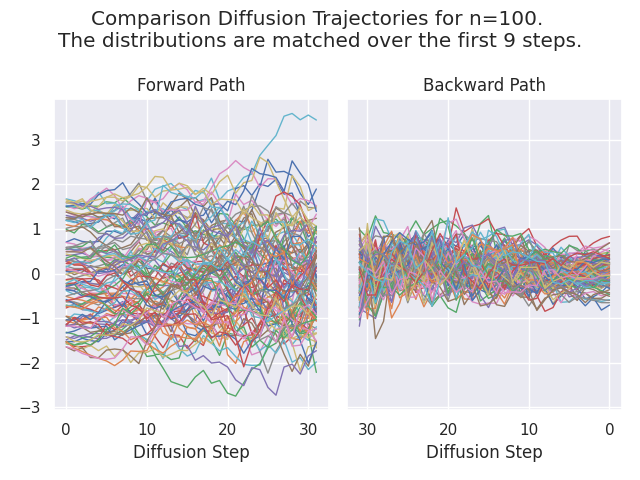 Comparison Diffusion Trajectories for n=100.
The distributions are matched over the first 9 steps.
Forward Path
Backward Path
3
2
1
0
−1
−2
−3
0 10 20 30
30 20 10 0
Diffusion Step
Diffusion Step